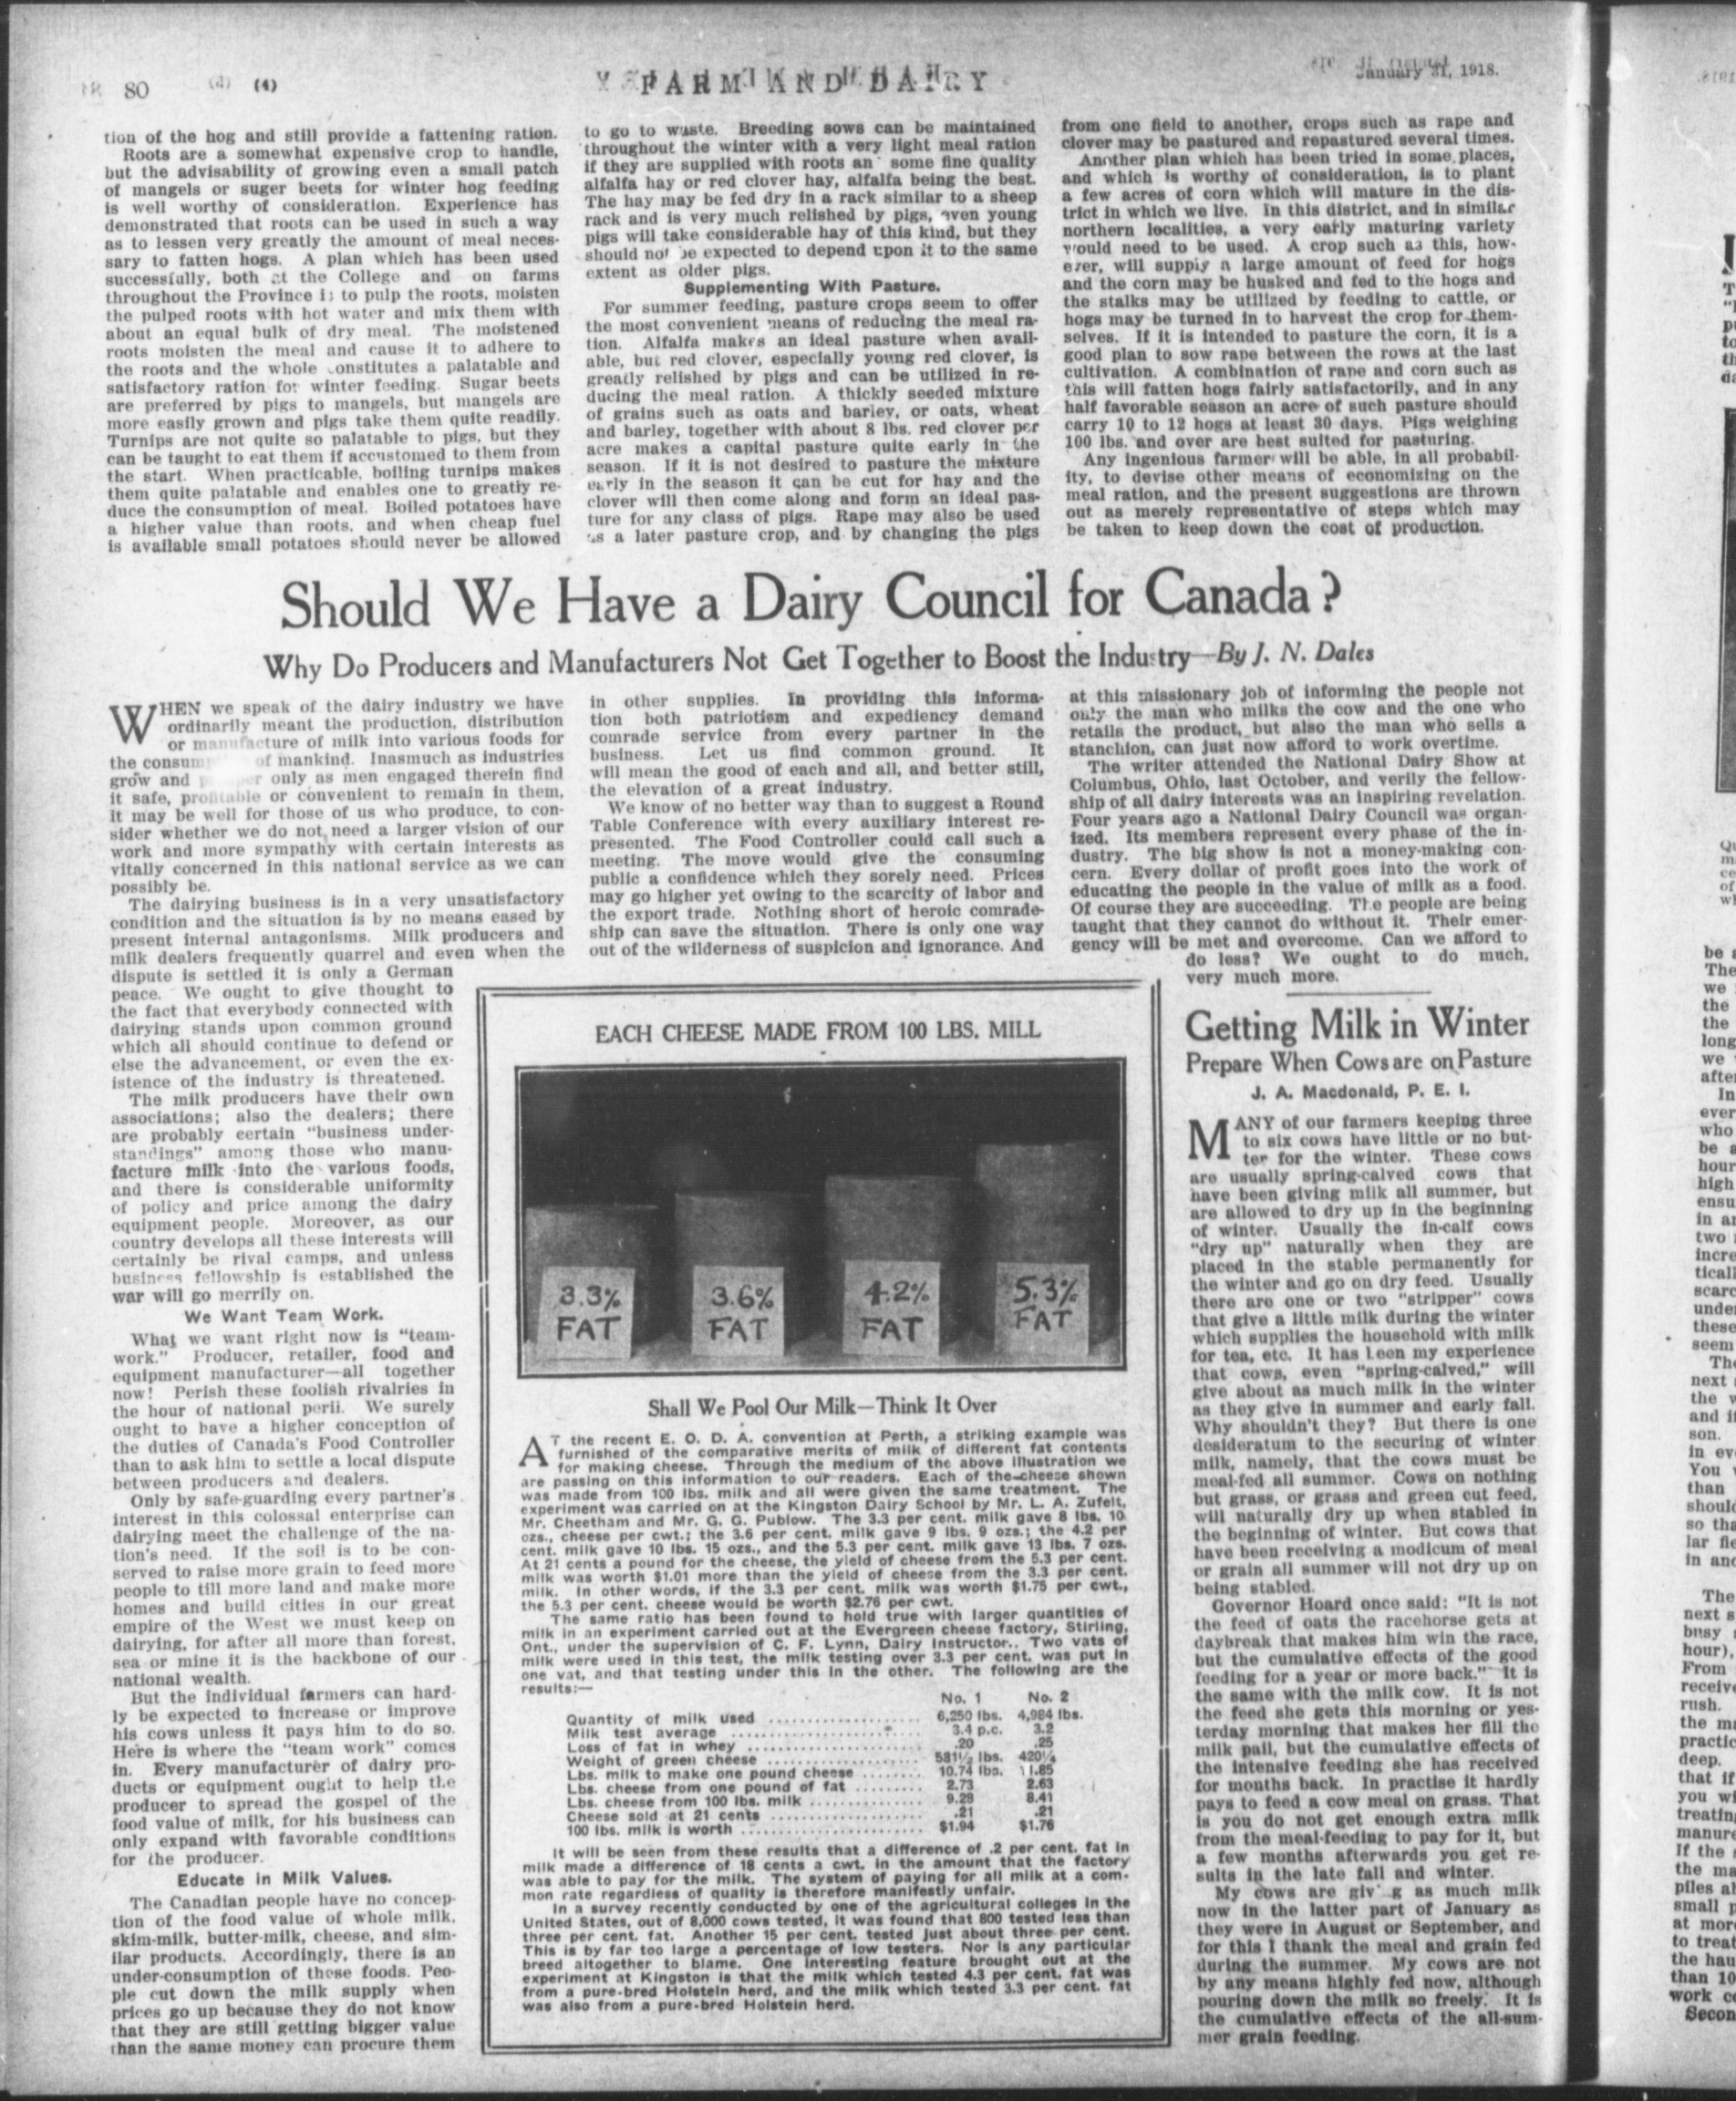 80
(4)
FARM AND DAIRY
January 31, 1918.
tion of the hog and still provide a fattening ration.
Roots are a somewhat expensive crop to handle,
but the advisability of growing even a small patch
of mangels or suger beets for winter hog feeding
is well worthy of consideration. Experience has
demonstrated that roots can be used in such a way
as to lessen very greatly the amount of meal neces-
sary to fatten hogs. A plan which has been used
successfully, both at the College and on farms
throughout the Province is to pulp the roots, moisten
the pulped roots with hot water and mix them with
about an equal bulk of dry meal. The moistened
roots moisten the meal and cause it to adhere to
the roots and the whole constitutes a palatable and
satisfactory ration for winter feeding. Sugar beets
are preferred by pigs to mangels, but mangels are
more easily grown and pigs take them quite readily.
Turnips are not quite so palatable to pigs, but they
can be taught to eat them if accustomed to them from
the start. When practicable, boiling turnips makes
them quite palatable and enables one to greatly re-
duce the consumption of meal. Boiled potatoes have
a higher value than roots, and when cheap fuel
is available small potatoes should never be allowed
to go to waste. Breeding sows can be maintained
throughout the winter with a very light meal ration
if they are supplied with roots an some fine quality
alfalfa hay or red clover hay, alfalfa being the best.
The hay may be fed dry in a rack similar to a sheep
rack and is very much relished by pigs, even young
pigs will take considerable hay of this kind, but they
should not be expected to depend upon it to the same
extent as older pigs.
Supplementing With Pasture.
For summer feeding, pasture crops seem to offer
the most convenient means of reducing the meal ra-
tion. Alfalfa makes an ideal pasture when avail-
able, but red clover, especially young red clover, is
greatly relished by pigs and can be utilized in re-
ducing the meal ration. A thickly seeded mixture
of grains such as oats and barley, or oats, wheat
and barley, together with about 8 lbs. red clover per
acre makes a capital pasture quite early in the
season. If it is not desired to pasture the mixture
early in the season it can be cut for hay and the
clover will then come along and form an ideal pas-
ture for any class of pigs. Rape may also be used
as a later pasture crop, and by changing the pigs
from one field to another, crops such as rape and
clover may be pastured and repastured several times.
Another plan which has been tried in some places,
and which is worthy of consideration, is to plant
a few acres of corn which will mature in the dis-
trict in which we live. In this district, and in similar
northern localities, a very early maturing variety
would need to be used. A crop such as this, how-
ever, will supply a large amount of feed for hogs
and the corn may be husked and fed to the hogs and
the stalks may be utilized by feeding to cattle, or
hogs may be turned in to harvest the crop for them-
selves. If it is intended to pasture the corn, it is a
good plan to sow rape between the rows at the last
cultivation. A combination of rape and corn such as
this will fatten hogs fairly satisfactorily, and in any
half favorable season an acre of such pasture should
carry 10 to 12 hogs at least 30 days. Pigs weighing
100 lbs. and over are best suited for pasturing.
Any ingenious farmer will be able, in all probabil-
ity, to devise other means of economizing on the
meal ration, and the present suggestions are thrown
out as merely representative of steps which may
be taken to keep down the cost of production.
Should We Have a Dairy Council for Canada?
Why Do Producers and Manufacturers Not Get Together to Boost the Industry—By J. N. Dales
WHEN we speak of the dairy industry we have
ordinarily meant the production, distribution
or manufacture of milk into various foods for
the consum of mankind. Inasmuch as industries
grow and only as men engaged therein find
it safe, profitable or convenient to remain in them,
it may be well for those of us who produce, to con-
sider whether we do not need a larger vision of our
work and more sympathy with certain interests as
vitally concerned in this national service as we can
possibly be.
The dairying business is in a very unsatisfactory
condition and the situation is by no means eased by
present internal antagonisms. Milk producers and
milk dealers frequently quarrel and even when the
dispute is settled it is only a German
peace. We ought to give thought to
the fact that everybody connected with
dairying stands upon common ground
which all should continue to defend or
else the advancement, or even the ex-
istence of the industry is threatened.
The milk producers have their own
associations; also the dealers; there
are probably certain "business under-
standings" among those who manu-
facture milk into the various foods,
and there is considerable uniformity
of policy and price among the dairy
equipment people. Moreover, as our
country develops all these interests will
certainly be rival camps, and unless
business fellowship is established the
war will go merrily on.
We Want Team Work.
What we want right now is "team-
work." Producer, retailer, food and
equipment manufacturer—all together
now! Perish these foolish rivalries in
the hour of national peril. We surely
ought to have a higher conception of
the duties of Canada's Food Controller
than to ask him to settle a local dispute
between producers and dealers.
Only by safe-guarding every partner's
interest in this colossal enterprise can
dairying meet the challenge of the na-
tion's need. If the soil is to be con-
served to raise more grain to feed more
people to till more land and make more
homes and build cities in our great
empire of the West we must keep on
dairying, for after all more than forest,
sea or mine it is the backbone of our
national wealth.
But the individual farmers can hard-
ly be expected to increase or improve
his cows unless it pays him to do so.
Here is where the "team work" comes
in. Every manufacturer of dairy pro-
ducts or equipment ought to help the
producer to spread the gospel of the
food value of milk, for his business can
only expand with favorable conditions
for the producer.
Educate in Milk Values.
The Canadian people have no concep-
tion of the food value of whole milk,
skim-milk, butter-milk, cheese, and sim-
ilar products. Accordingly, there is an
under-consumption of these foods. Peo-
ple cut down the milk supply when
prices go up because they do not know
that they are still getting bigger value
than the same money can procure them
in other supplies. In providing this informa-
tion both patriotism and expediency demand
comrade service from every partner in the
business. Let us find common ground. It
will mean the good of each and all, and better still,
the elevation of a great industry.
We know of no better way than to suggest a Round
Table Conference with every auxiliary interest re-
presented. The Food Controller could call such a
meeting. The move would give the consuming
public a confidence which they sorely need. Prices
may go higher yet owing to the scarcity of labor and
the export trade. Nothing short of heroic comrade-
ship can save the situation. There is only one way
out of the wilderness of suspicion and ignorance. And
at this missionary job of informing the people not
only the man who milks the cow and the one who
retails the product, but also the man who sells a
stanchion, can just now afford to work overtime.
The writer attended the National Dairy Show at
Columbus, Ohio, last October, and verily the fellow-
ship of all dairy interests was an inspiring revelation.
Four years ago a National Dairy Council was organ-
ized. Its members represent every phase of the in-
dustry. The big show is not a money-making con-
cern. Every dollar of profit goes into the work of
educating the people in the value of milk as a food.
Of course they are succeeding. The people are being
taught that they cannot do without it. Their emer-
gency will be met and overcome. Can we afford to
do less? We ought to do much,
very much more.
EACH CHEESE MADE FROM 100 LBS. MILL
3.3% FAT
3.6% FAT
4.2% FAT
5.3% FAT
Shall We Pool Our Milk—Think It Over
AT the recent E. O. D. A. convention at Perth, a striking example was
furnished of the comparative merits of milk of different fat contents
for making cheese. Through the medium of the above illustration we
are passing on this information to our readers. Each of the cheese shown
was made from 100 lbs. milk and all were given the same treatment. The
experiment was carried on at the Kingston Dairy School by Mr. L. A. Zufelt,
Mr. Cheetham and Mr. G. G. Publow. The 3.3 per cent. milk gave 8 lbs. 10
ozs., cheese per cwt.; the 3.6 per cent. milk gave 9 lbs. 9 ozs.; the 4.2 per
cent. milk gave 10 lbs. 15 ozs., and the 5.3 per cent. milk gave 13 lbs. 7 ozs.
At 21 cents a pound for the cheese, the yield of cheese from the 5.3 per cent.
milk was worth $1.01 more than the yield of cheese from the 3.3 per cent.
milk. In other words, if the 3.3 per cent. milk was worth $1.75 per cwt.,
the 5.3 per cent. cheese would be worth $2.76 per cwt.
The same ratio has been found to hold true with larger quantities of
milk in an experiment carried out at the Evergreen cheese factory, Stirling,
Ont., under the supervision of C. F. Lynn, Dairy Instructor.. Two vats of
milk were used in this test, the milk testing over 3.3 per cent. was put in
one vat, and that testing under this in the other. The following are the
results:—
No. 1 No. 2
Quantity of milk used 6,250 lbs. 4,984 lbs.
Milk test average 3.4 p.c. 3.2
Loss of fat in whey .20 .25
Weight of green cheese 581½ lbs. 420¼
Lbs. milk to make one pound cheese 10.74 lbs. 11.85
Lbs. cheese from one pound of fat 2.73 2.63
Lbs. cheese from 100 lbs. milk 9.28 8.41
Cheese sold at 21 cents .21 .21
100 lbs. milk is worth $1.94 $1.76
It will be seen from these results that a difference of .2 per cent. fat in
milk made a difference of 18 cents a cwt. in the amount that the factory
was able to pay for the milk. The system of paying for all milk at a com-
mon rate regardless of quality is therefore manifestly unfair.
In a survey recently conducted by one of the agricultural colleges in the
United States, out of 8,000 cows tested, it was found that 800 tested less than
three per cent. fat. Another 15 per cent. tested just about three per cent.
This is by far too large a percentage of low testers. Nor is any particular
breed altogether to blame. One interesting feature brought out at the
experiment at Kingston is that the milk which tested 4.3 per cent. fat was
from a pure-bred Holstein herd, and the milk which tested 3.3 per cent. fat
was also from a pure-bred Holstein herd.
Getting Milk in Winter
Prepare When Cows are on Pasture
J. A. Macdonald, P. E. I.
MANY of our farmers keeping three
to six cows have little or no but-
ter for the winter. These cows
are usually spring-calved cows that
have been giving milk all summer, but
are allowed to dry up in the beginning
of winter. Usually the in-calf cows
"dry up" naturally when they are
placed in the stable permanently for
the winter and go on dry feed. Usually
there are one or two "stripper" cows
that give a little milk during the winter
which supplies the household with milk
for tea, etc. It has been my experience
that cows, even "spring-calved," will
give about as much milk in the winter
as they give in summer and early fall.
Why shouldn't they? But there is one
desideratum to the securing of winter
milk, namely, that the cows must be
meal-fed all summer. Cows on nothing
but grass, or grass and green cut feed,
will naturally dry up when stabled in
the beginning of winter. But cows that
have been receiving a modicum of meal
or grain all summer will not dry up on
being stabled.
Governor Hoard once said: "It is not
the feed of oats the racehorse gets at
daybreak that makes him win the race,
but the cumulative effects of the good
feeding for a year or more back." It is
the same with the milk cow. It is not
the feed she gets this morning or yes-
terday morning that makes her fill the
milk pail, but the cumulative effects of
the intensive feeding she has received
for months back. In practise it hardly
pays to feed a cow meal on grass. That
is you do not get enough extra milk
from the meal-feeding to pay for it, but
a few months afterwards you get re-
sults in the late fall and winter.
My cows are giv g as much milk
now in the latter part of January as
they were in August or September, and
for this I thank the meal and grain fed
during the summer. My cows are not
by any means highly fed now, although
pouring down the milk so freely. It is
the cumulative effects of the all-sum-
mer grain feeding.